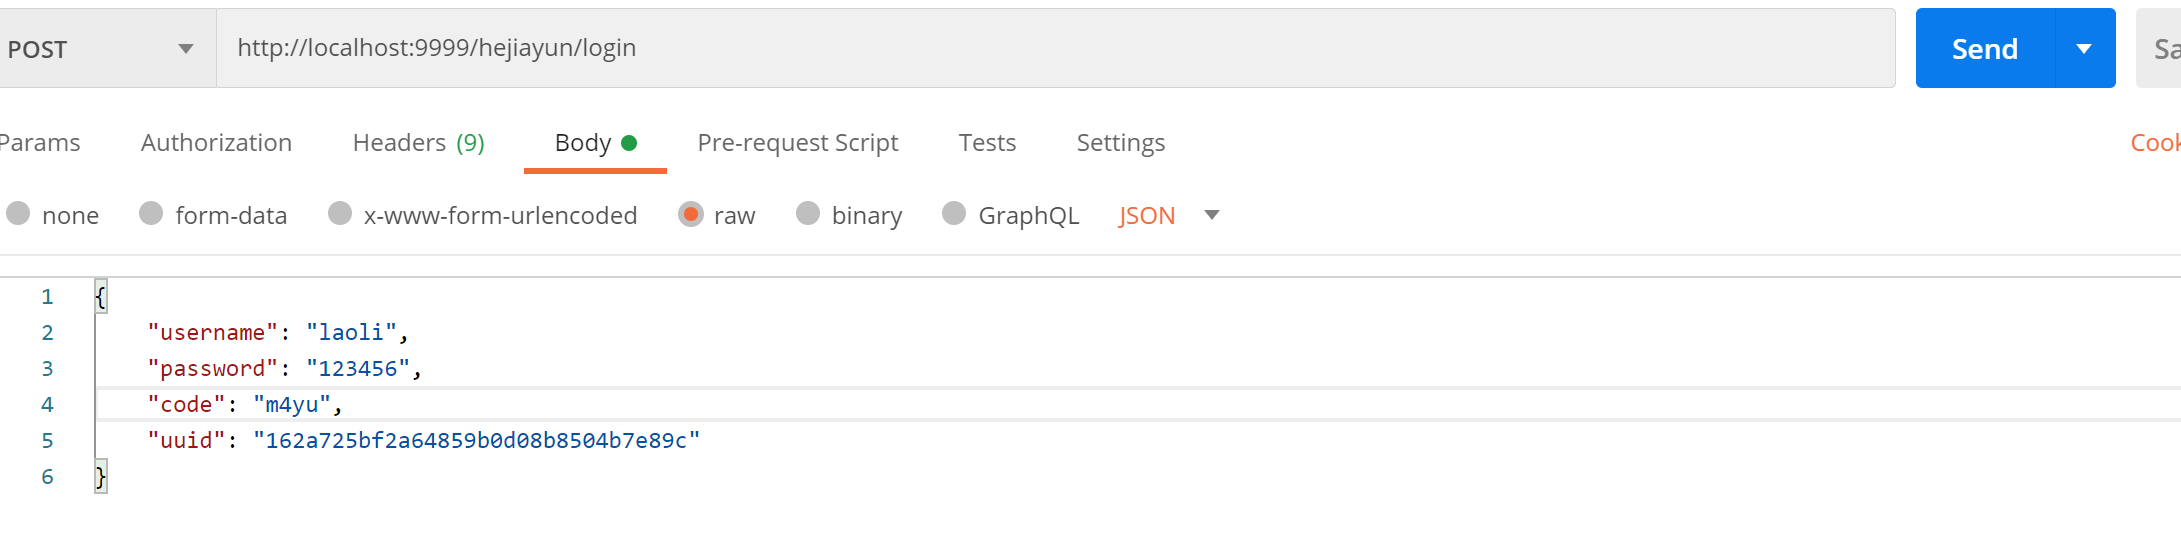 POST http://localhost:9999/hejiayun/login Send Sa
Params Authorization Headers (9) Body Pre-request Script Tests Settings Cook
none form-data x-www-form-urlencoded raw binary GraphQL JSON
1 {
2 "username": "laoli",
3 "password": "123456",
4 "code": "m4yu",
5 "uuid": "162a725bf2a64859b0d08b8504b7e89c"
6 }